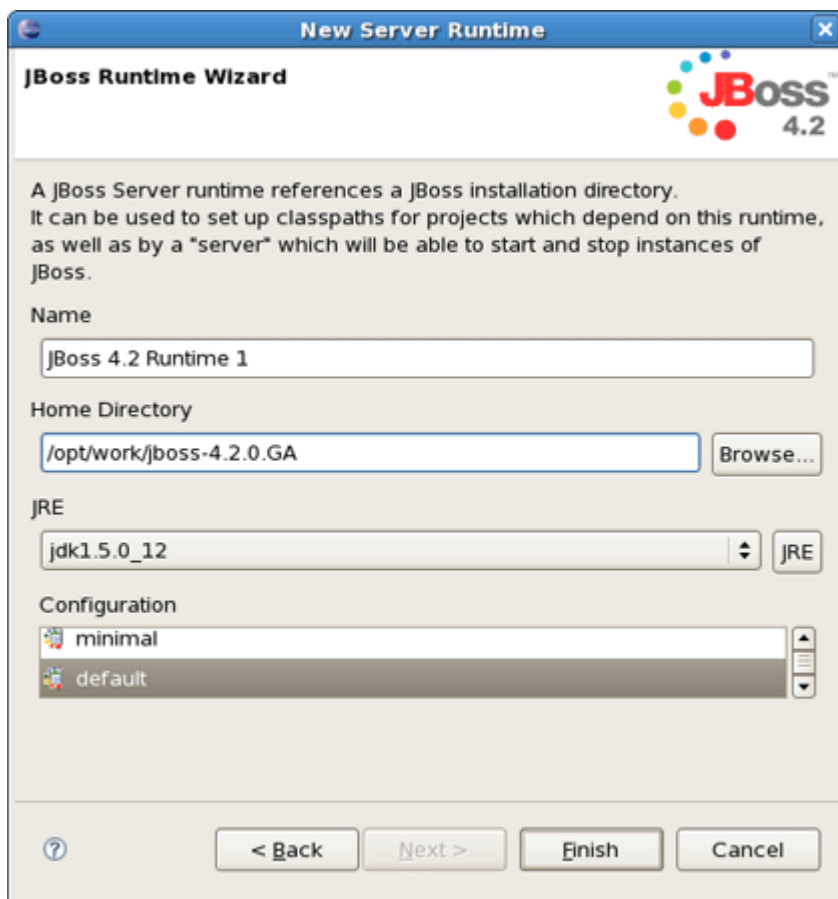 New Server Runtime
JBoss Runtime Wizard
JBoss™
4.2
A JBoss Server runtime references a JBoss installation directory.
It can be used to set up classpaths for projects which depend on this runtime,
as well as by a "server" which will be able to start and stop instances of
JBoss.
Name
JBoss 4.2 Runtime 1
Home Directory
/opt/work/jboss-4.2.0.GA
Browse...
JRE
jdk1.5.0_12
JRE
Configuration
minimal
default
?
< Back
Next >
Finish
Cancel